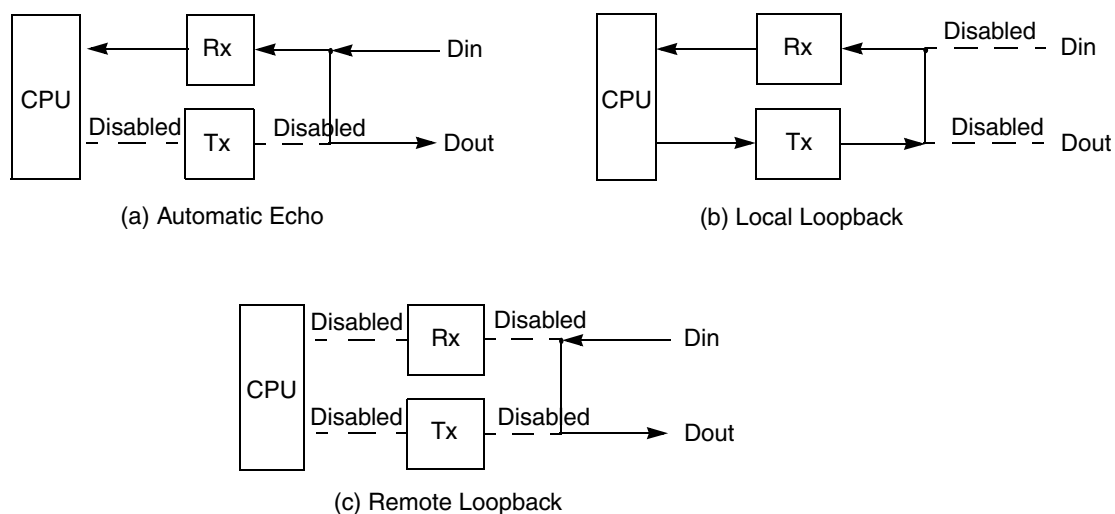 Rx
Din
CPU
Disabled
Tx
Disabled
Dout
(a) Automatic Echo
Rx
Disabled
Din
CPU
Tx
Disabled
Dout
(b) Local Loopback
Disabled
Rx
Disabled
Din
CPU
Disabled
Tx
Disabled
Dout
(c) Remote Loopback